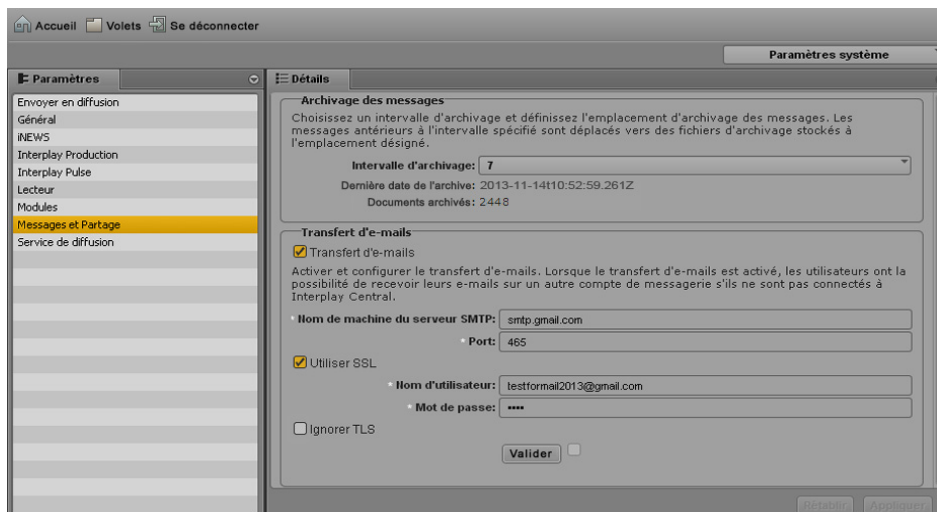 Accueil Volets Se déconnecter
Paramètres système
Paramètres
Envoyer en diffusion
Général
iNEWS
Interplay Production
Interplay Pulse
Lecteur
Modules
Messages et Partage
Service de diffusion
Détails
Archivage des messages
Choisissez un intervalle d'archivage et définissez l'emplacement d'archivage des messages. Les
messages antérieurs à l'intervalle spécifié sont déplacés vers des fichiers d'archivage stockés à
l'emplacement désigné.
Intervalle d'archivage: 7
Dernière date de l'archive: 2013-11-14t10:52:59.261Z
Documents archivés: 2448
Transfert d'e-mails
Transfert d'e-mails
Activer et configurer le transfert d'e-mails. Lorsque le transfert d'e-mails est activé, les utilisateurs ont la
possibilité de recevoir leurs e-mails sur un autre compte de messagerie s'ils ne sont pas connectés à
Interplay Central.
* Nom de machine du serveur SMTP: smtp.gmail.com
* Port: 465
Utiliser SSL
* Nom d'utilisateur: testformail2013@gmail.com
* Mot de passe: ••••
Ignorer TLS
Valider
Rétablir Appliquer